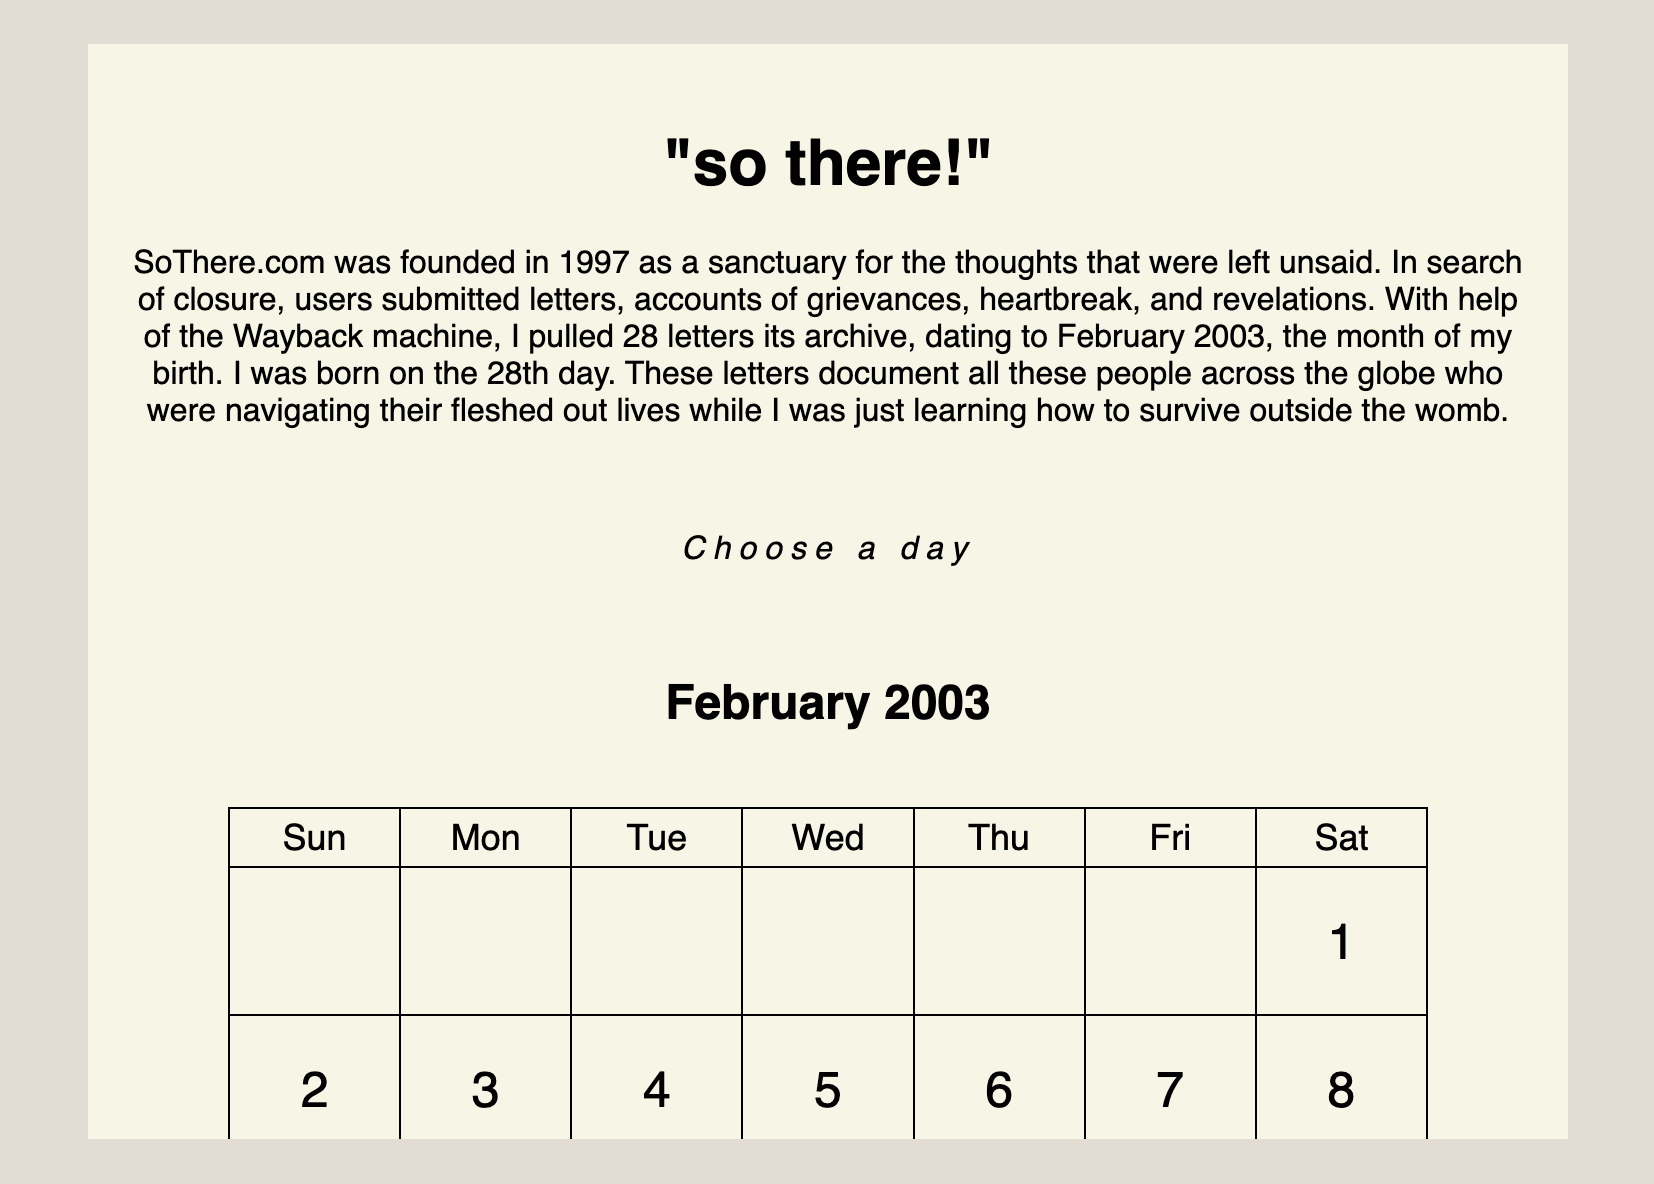 "so there!"
SoThere.com was founded in 1997 as a sanctuary for the thoughts that were left unsaid. In search
of closure, users submitted letters, accounts of grievances, heartbreak, and revelations. With help
of the Wayback machine, I pulled 28 letters its archive, dating to February 2003, the month of my
birth. I was born on the 28th day. These letters document all these people across the globe who
were navigating their fleshed out lives while I was just learning how to survive outside the womb.
Choose a day
February 2003
Sun Mon Tue Wed Thu Fri Sat
1
2 3 4 5 6 7 8